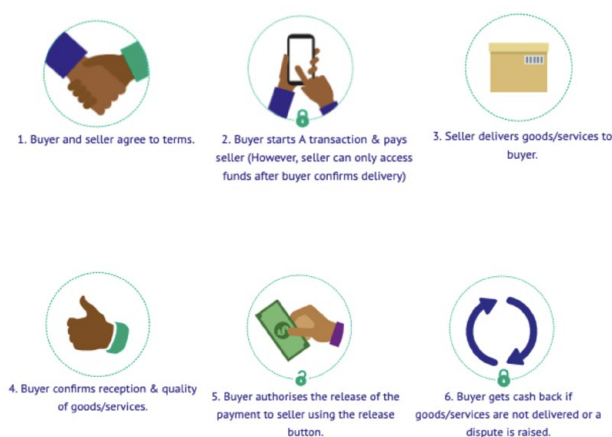 1. Buyer and seller agree to terms.
2. Buyer starts A transaction & pays
seller (However, seller can only access
funds after buyer confirms delivery)
3. Seller delivers goods/services to
buyer.
4. Buyer confirms reception & quality
of goods/services.
5. Buyer authorises the release of the
payment to seller using the release
button.
6. Buyer gets cash back if
goods/services are not delivered or a
dispute is raised.